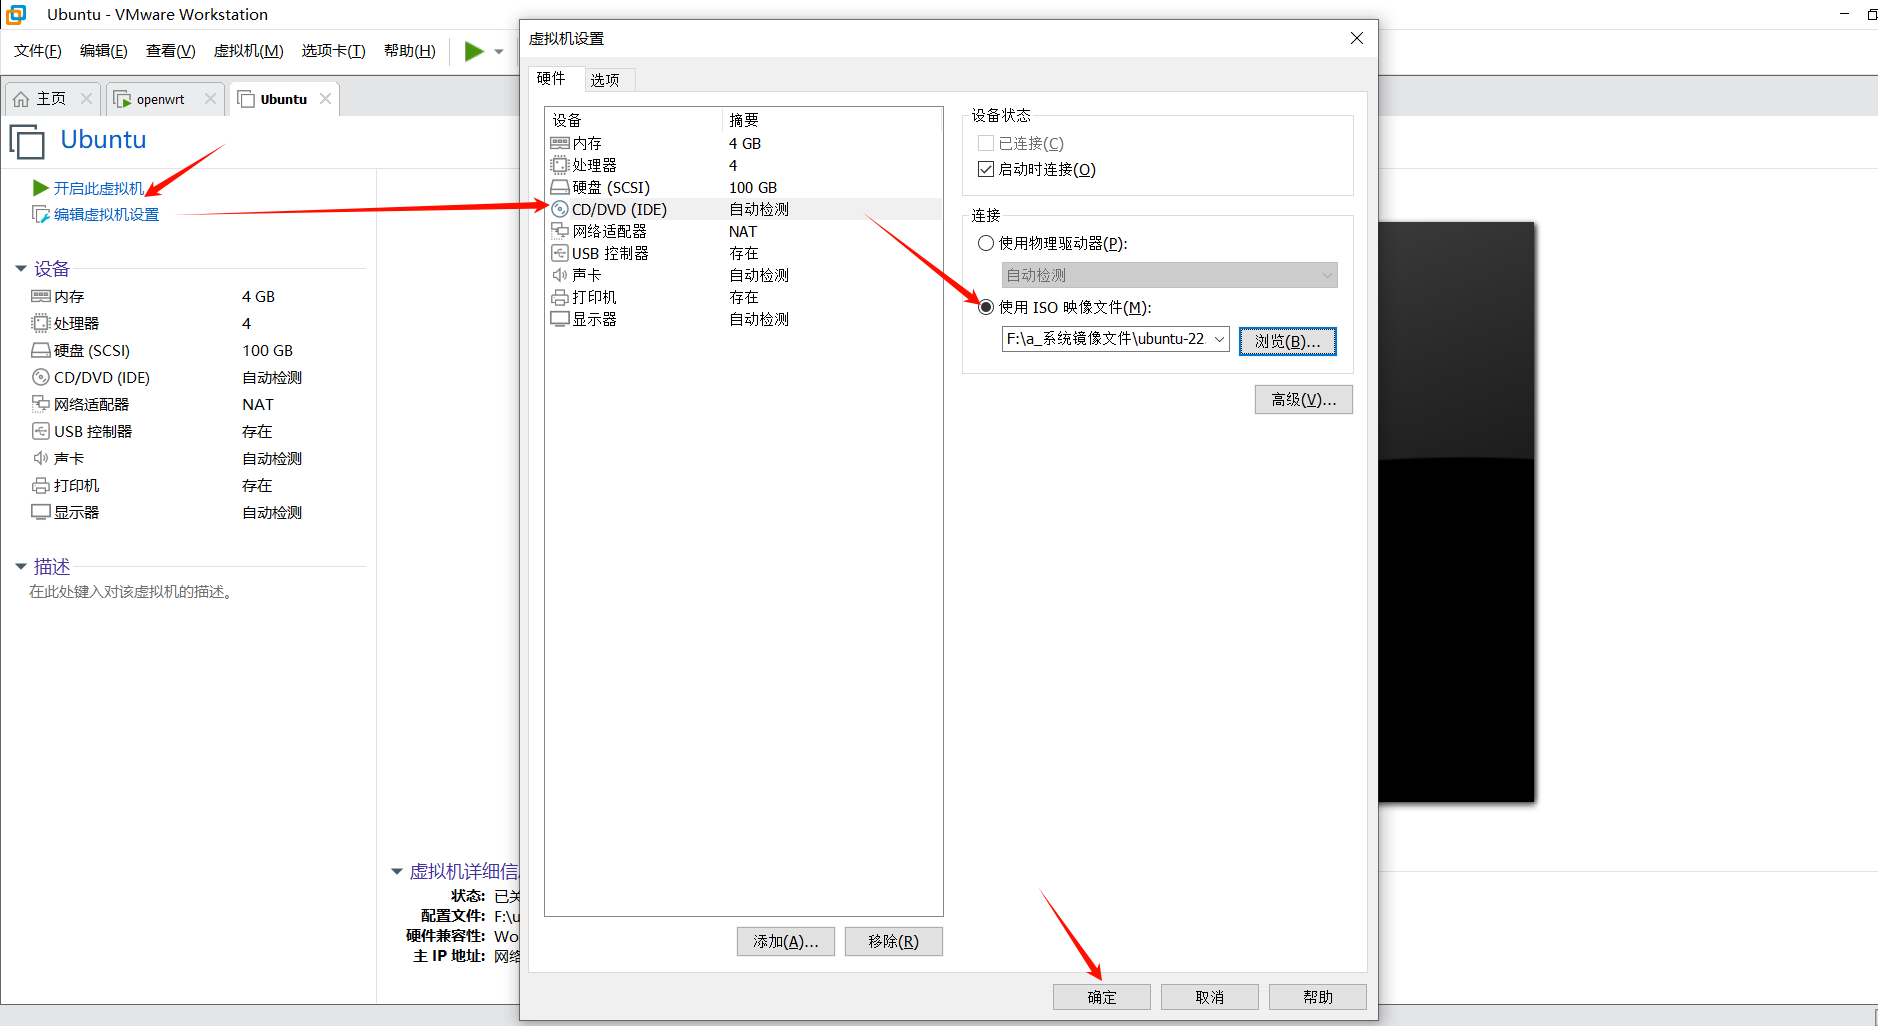 Ubuntu - VMware Workstation
文件(F) 编辑(E) 查看(V) 虚拟机(M) 选项卡(T) 帮助(H)
主页 openwrt Ubuntu
Ubuntu
开启此虚拟机
编辑虚拟机设置
设备
内存 4 GB
处理器 4
硬盘 (SCSI) 100 GB
CD/DVD (IDE) 自动检测
网络适配器 NAT
USB 控制器 存在
声卡 自动检测
打印机 存在
显示器 自动检测
描述
在此处键入对该虚拟机的描述。
虚拟机详细信
状态: 已关
配置文件: F:\u
硬件兼容性: Wo
主 IP 地址: 网络
虚拟机设置
硬件 选项
设备 摘要
内存 4 GB
处理器 4
硬盘 (SCSI) 100 GB
CD/DVD (IDE) 自动检测
网络适配器 NAT
USB 控制器 存在
声卡 自动检测
打印机 存在
显示器 自动检测
添加(A)... 移除(R)
设备状态
已连接(C)
启动时连接(O)
连接
使用物理驱动器(P):
自动检测
使用 ISO 映像文件(M):
F:\a_系统镜像文件\ubuntu-22. 浏览(B)...
高级(V)...
确定 取消 帮助